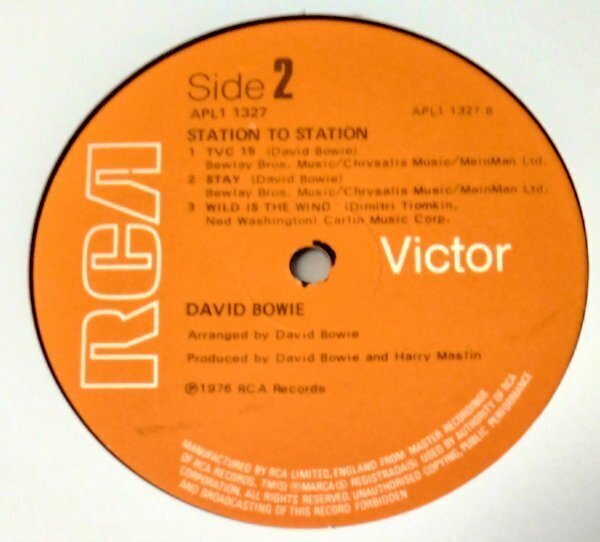 Side 2
APL1 1327
APL1 1327 B
STATION TO STATION
1 TVC 15 (David Bowie)
Bewlay Bros. Music/Chrysalis Music/MainMan Ltd.
2 STAY (David Bowie)
Bewlay Bros. Music/Chrysalis Music/MainMan Ltd.
3 WILD IS THE WIND (Dimitri Tiomkin,
Ned Washington) Carlin Music Corp.
RCA
Victor
DAVID BOWIE
Arranged by David Bowie
Produced by David Bowie and Harry Maslin
℗1976 RCA Records
MANUFACTURED BY RCA LIMITED, ENGLAND FROM MASTER RECORDINGS
OF RCA RECORDS. TM(S) ® MARCA(S) REGISTRADA(S) USED BY AUTHORITY OF RCA
CORPORATION. ALL RIGHTS RESERVED. UNAUTHORISED COPYING, PUBLIC PERFORMANCE
AND BROADCASTING OF THIS RECORD FORBIDDEN